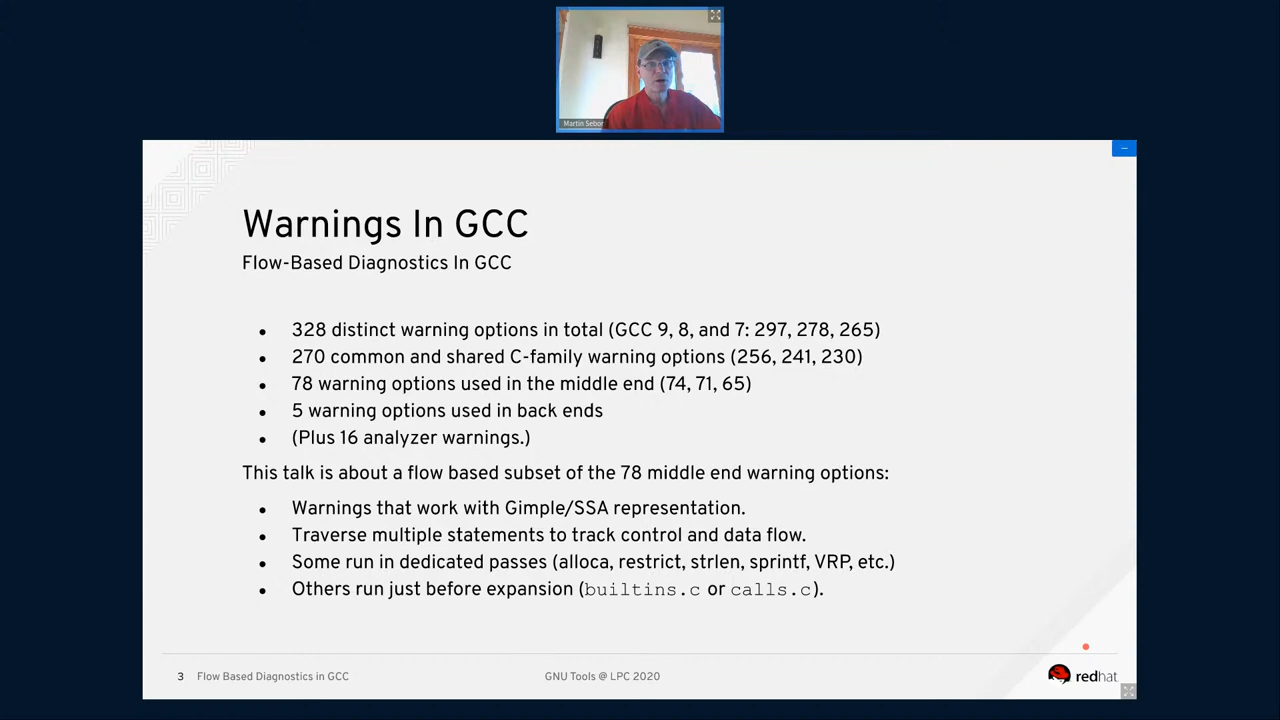 Martin Sebor
Warnings In GCC
Flow-Based Diagnostics In GCC
● 328 distinct warning options in total (GCC 9, 8, and 7: 297, 278, 265)
● 270 common and shared C-family warning options (256, 241, 230)
● 78 warning options used in the middle end (74, 71, 65)
● 5 warning options used in back ends
● (Plus 16 analyzer warnings.)
This talk is about a flow based subset of the 78 middle end warning options:
● Warnings that work with Gimple/SSA representation.
● Traverse multiple statements to track control and data flow.
● Some run in dedicated passes (alloca, restrict, strlen, sprintf, VRP, etc.)
● Others run just before expansion (builtins.c or calls.c).
3 Flow Based Diagnostics in GCC GNU Tools @ LPC 2020 redhat